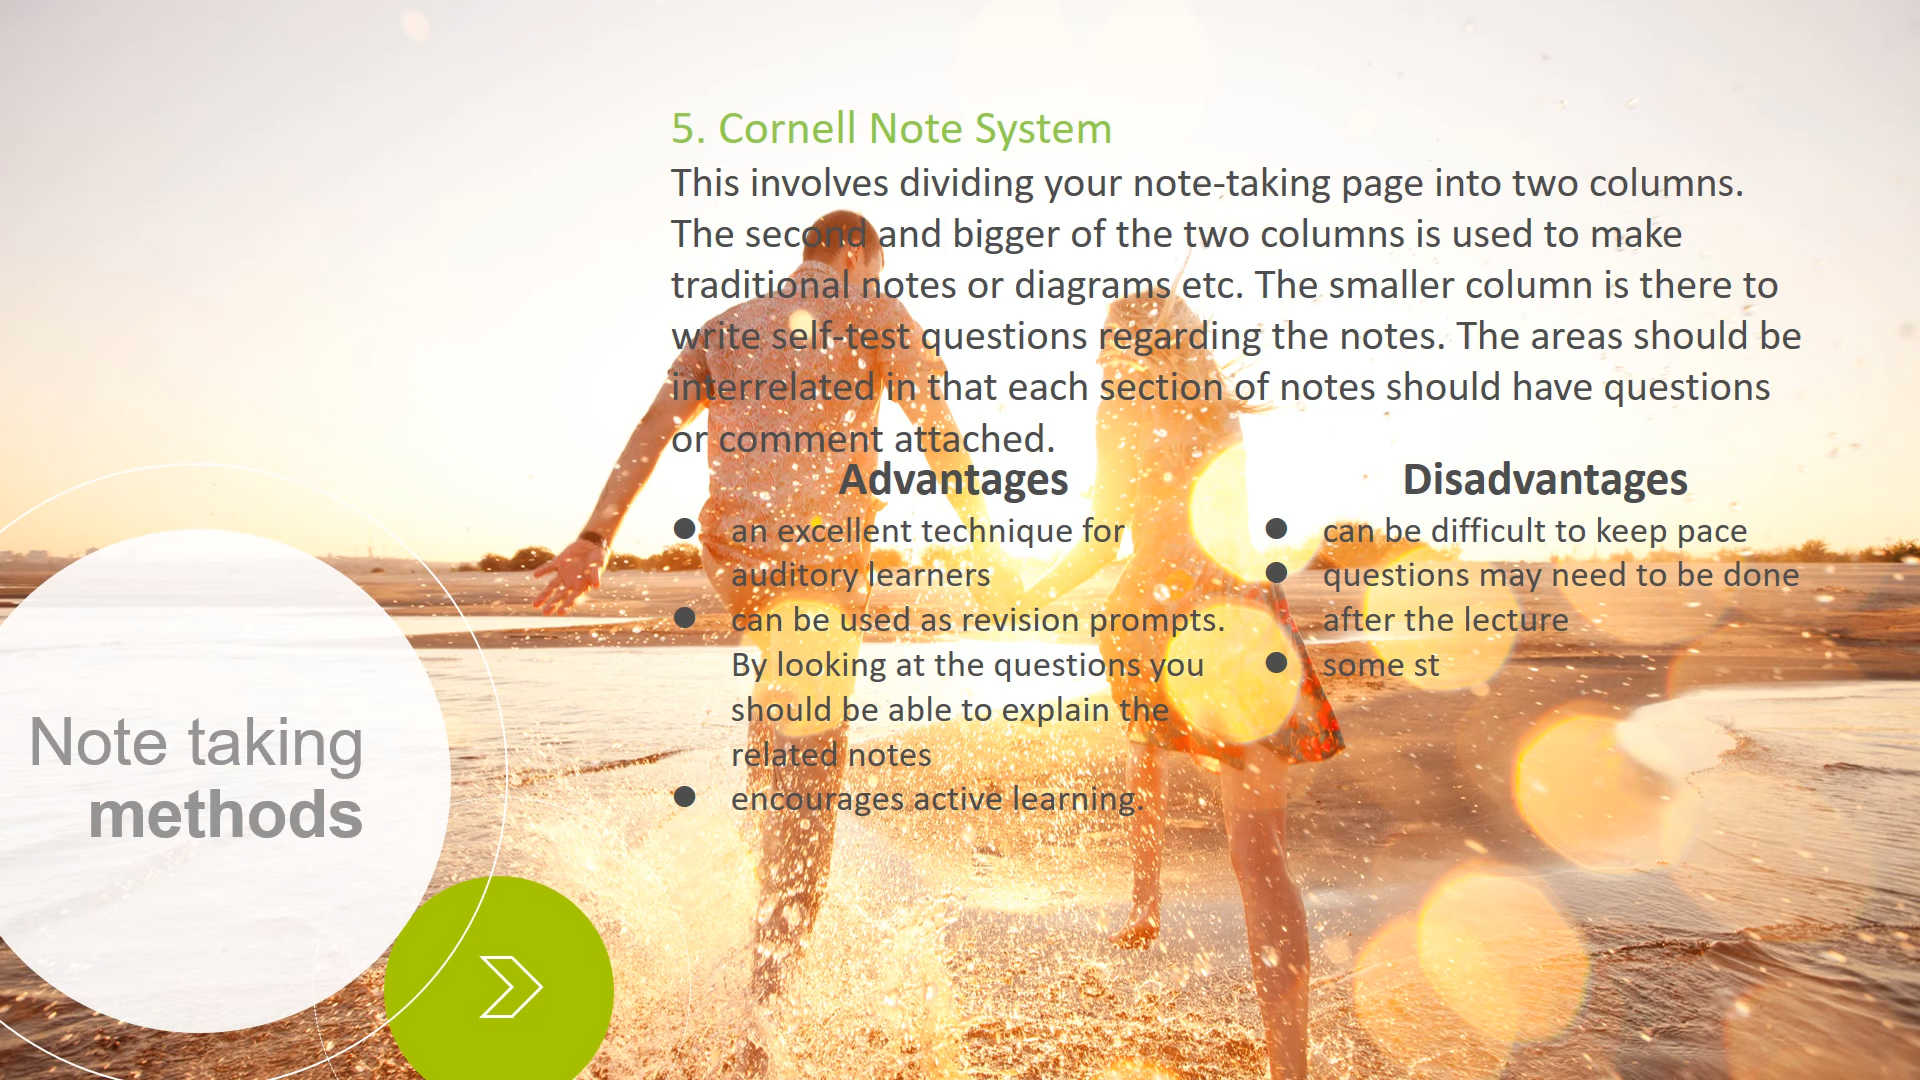 5. Cornell Note System
This involves dividing your note-taking page into two columns.
The second and bigger of the two columns is used to make
traditional notes or diagrams etc. The smaller column is there to
write self-test questions regarding the notes. The areas should be
interrelated in that each section of notes should have questions
or comment attached.
Advantages
● an excellent technique for
auditory learners
● can be used as revision prompts.
By looking at the questions you
should be able to explain the
related notes
● encourages active learning.
Disadvantages
● can be difficult to keep pace
● questions may need to be done
after the lecture
● some st
Note taking
methods